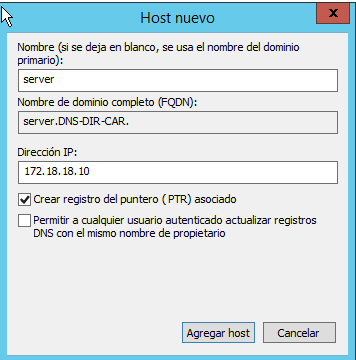 Host nuevo
x
Nombre (si se deja en blanco, se usa el nombre del dominio
primario):
server
Nombre de dominio completo (FQDN):
server.DNS-DIR-CAR.
Dirección IP:
172.18.18.10
Crear registro del puntero (PTR) asociado
Permitir a cualquier usuario autenticado actualizar registros
DNS con el mismo nombre de propietario
Agregar host
Cancelar